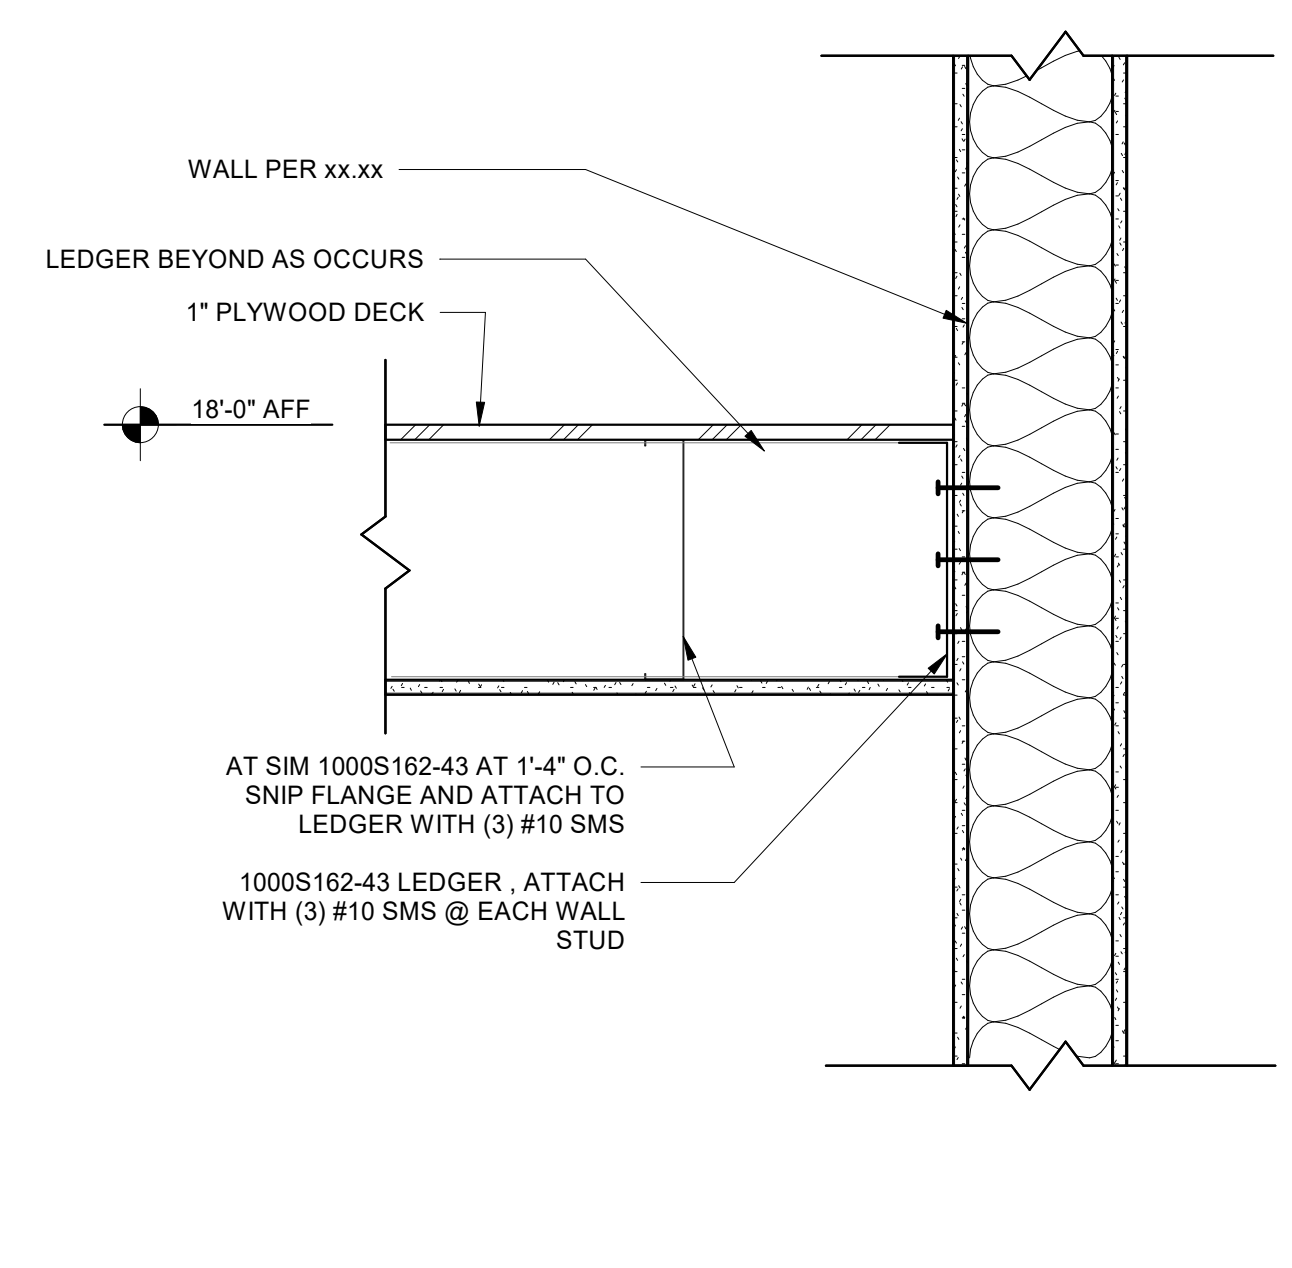 WALL PER xx.xx
LEDGER BEYOND AS OCCURS
1" PLYWOOD DECK
18'-0" AFF
AT SIM 1000S162-43 AT 1'-4" O.C.
SNIP FLANGE AND ATTACH TO
LEDGER WITH (3) #10 SMS
1000S162-43 LEDGER , ATTACH
WITH (3) #10 SMS @ EACH WALL
STUD